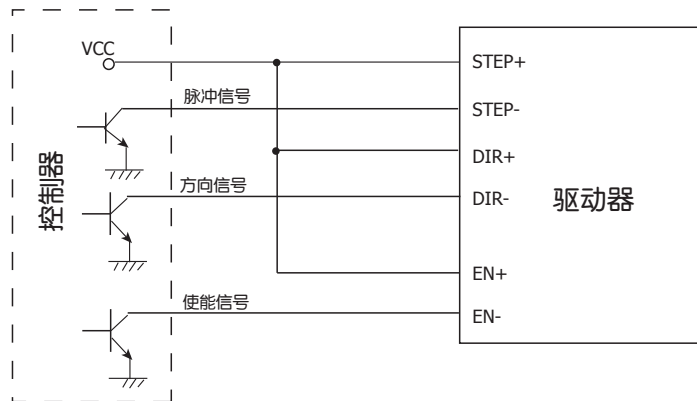 VCC
STEP+
脉冲信号
STEP-
DIR+
控制器
方向信号
DIR-
驱动器
EN+
使能信号
EN-